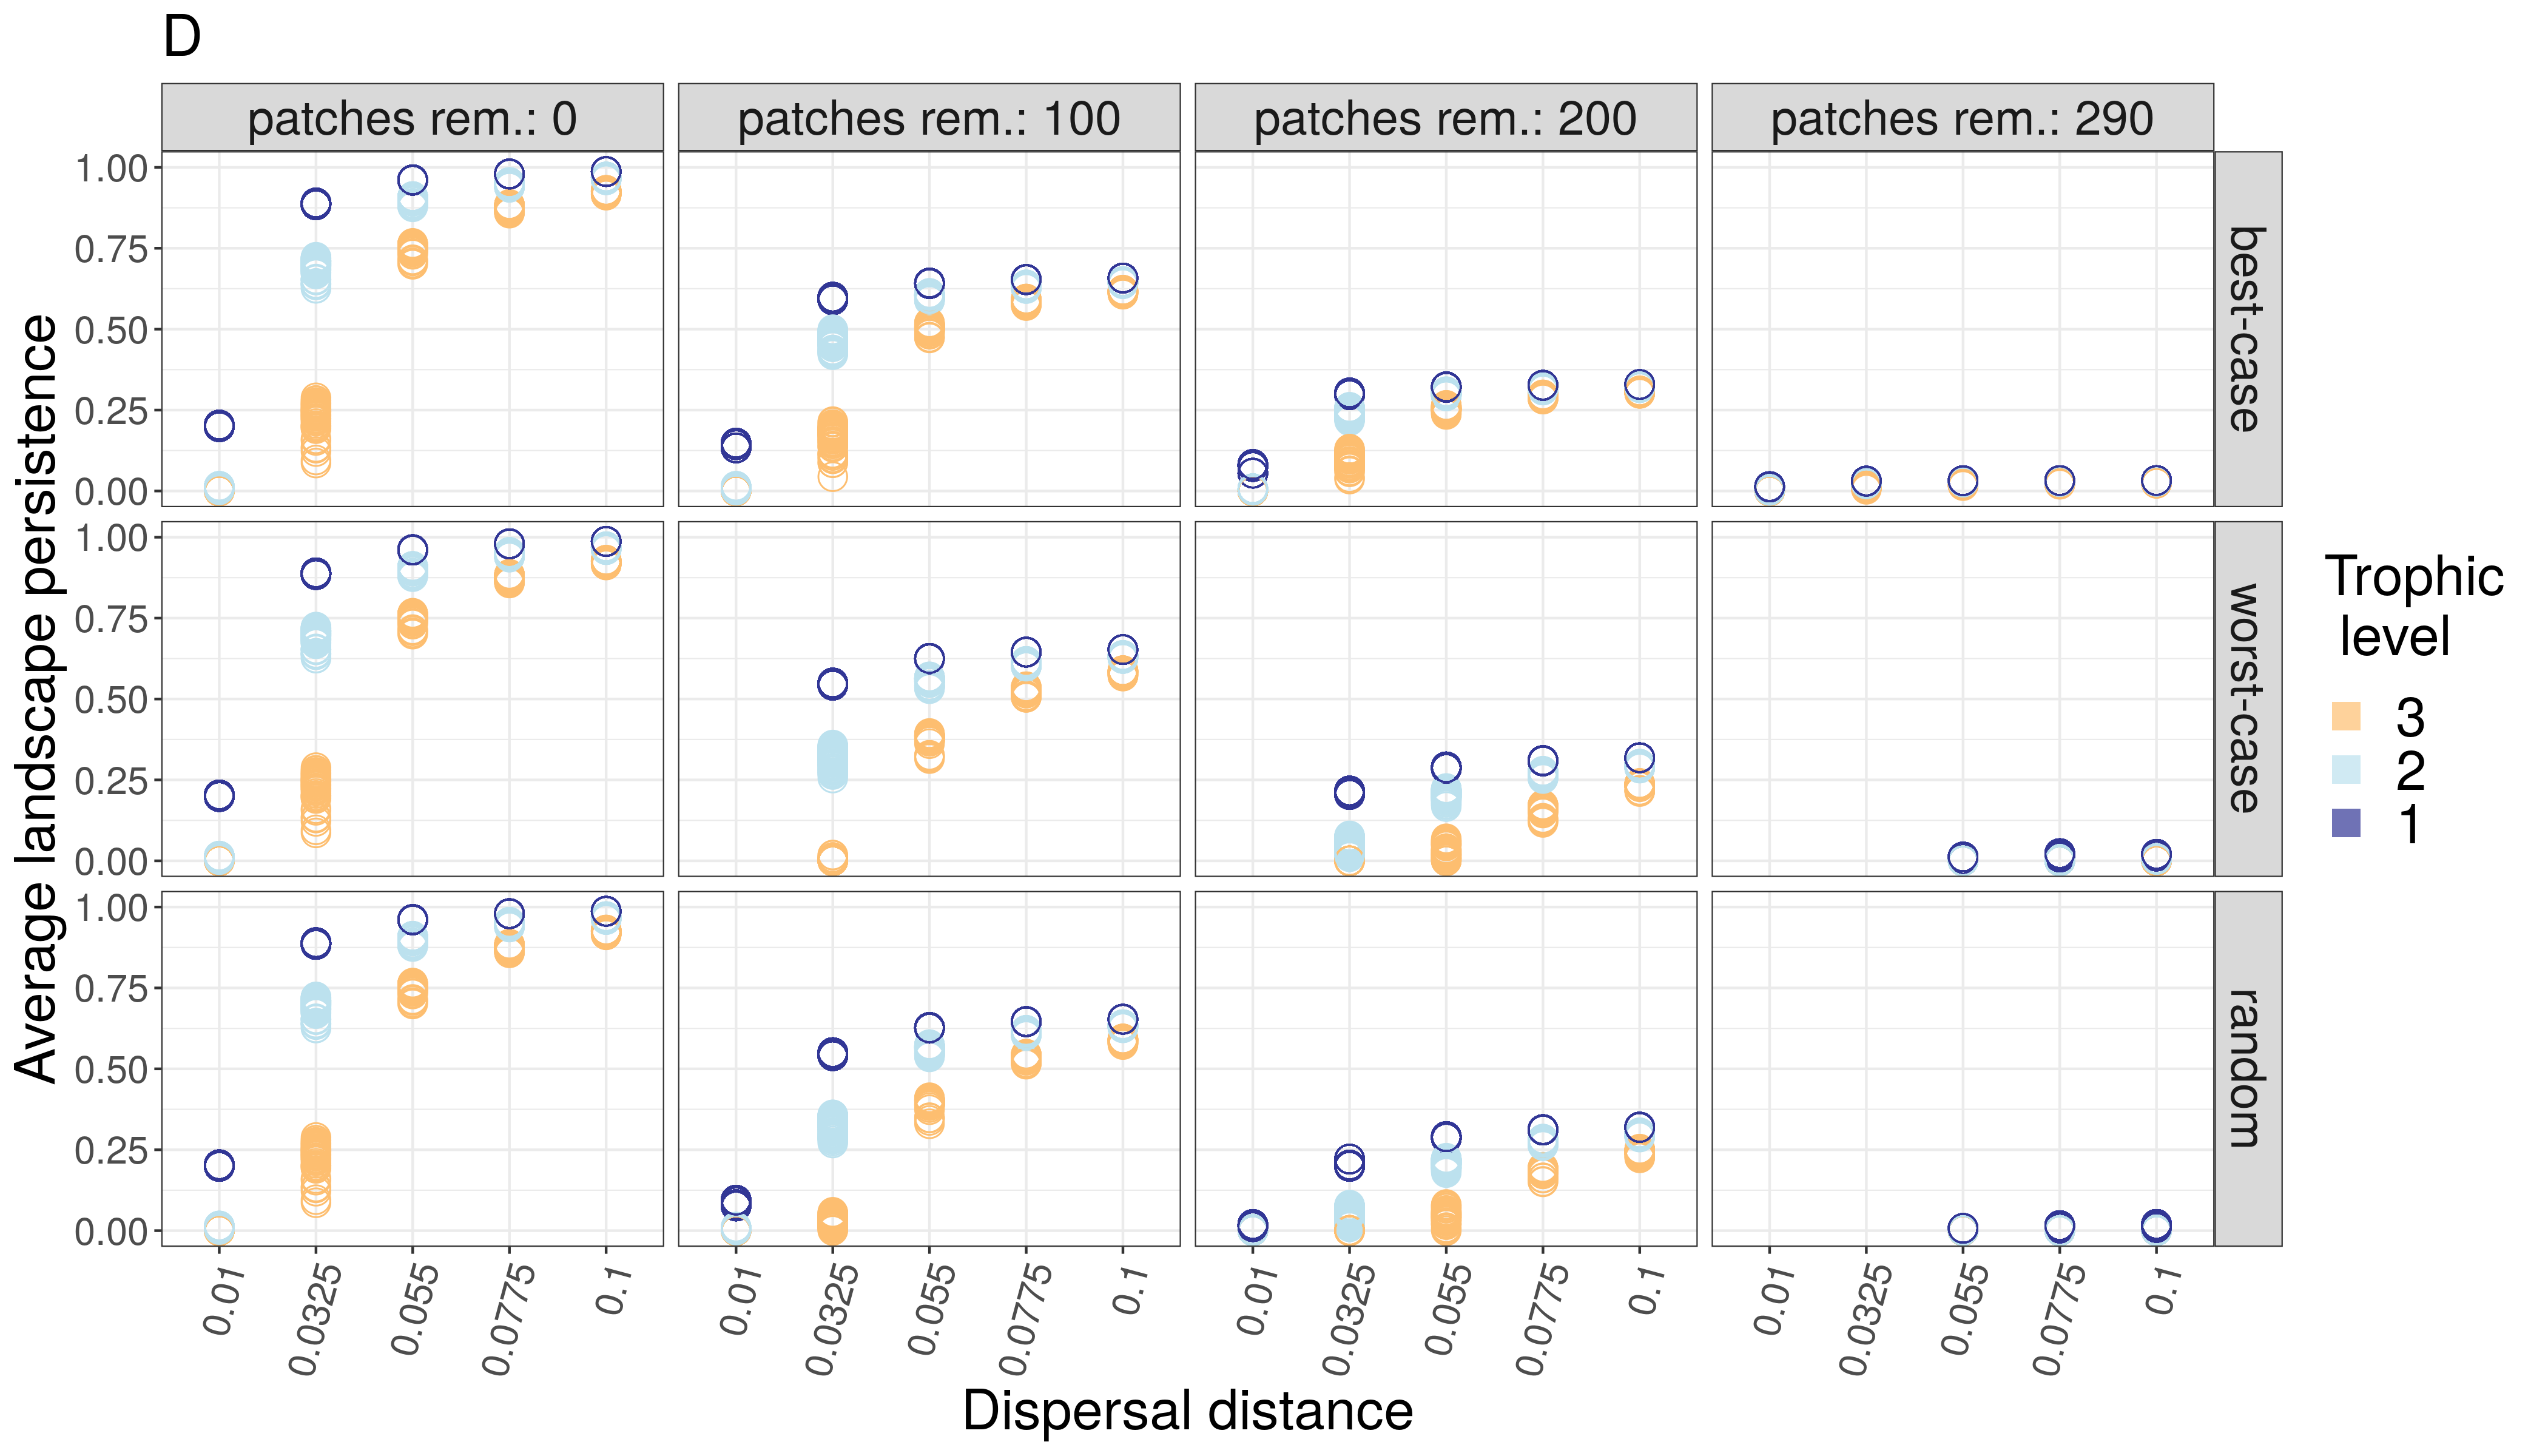 D
patches rem.: 0
patches rem.: 100
patches rem.: 200
patches rem.: 290
Average landscape persistence
1.00
0.75
0.50
0.25
0.00
best-case
1.00
0.75
0.50
0.25
0.00
worst-case
1.00
0.75
0.50
0.25
0.00
random
0.01 0.0325 0.055 0.0775 0.1
0.01 0.0325 0.055 0.0775 0.1
0.01 0.0325 0.055 0.0775 0.1
0.01 0.0325 0.055 0.0775 0.1
Dispersal distance
Trophic
level
3
2
1